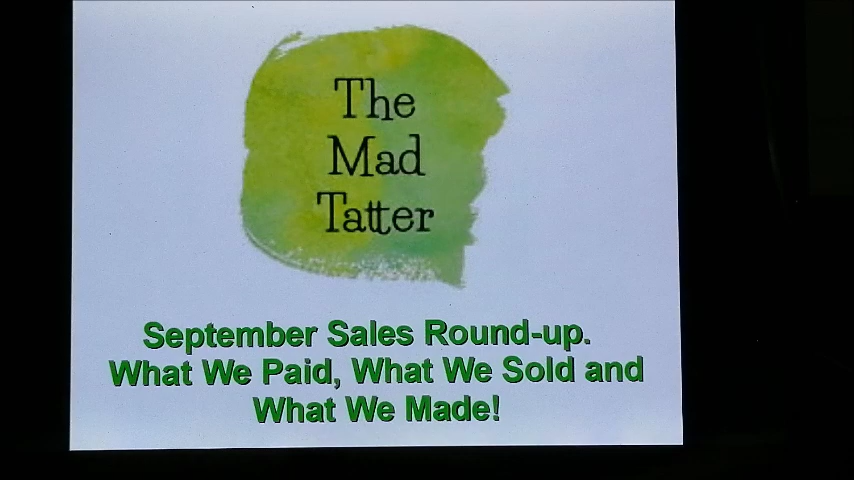 The
Mad
Tatter
September Sales Round-up.
What We Paid, What We Sold and
What We Made!